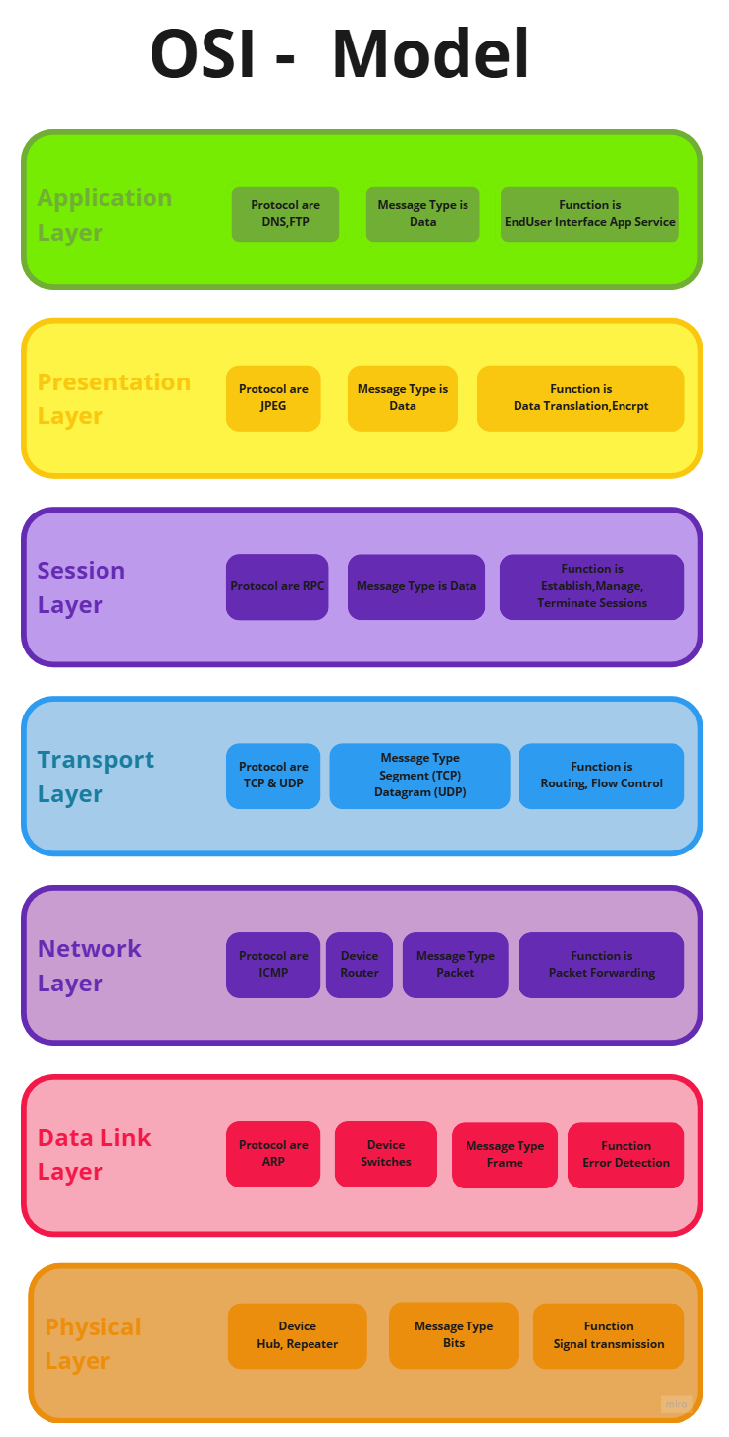 OSI - Model
Application
Layer
Protocol are
DNS,FTP
Message Type is
Data
Function is
EndUser Interface App Service
Presentation
Layer
Protocol are
JPEG
Message Type is
Data
Function is
Data Translation,Encrpt
Session
Layer
Protocol are RPC
Message Type is Data
Function is
Establish,Manage,
Terminate Sessions
Transport
Layer
Protocol are
TCP & UDP
Message Type
Segment (TCP)
Datagram (UDP)
Function is
Routing, Flow Control
Network
Layer
Protocol are
ICMP
Device
Router
Message Type
Packet
Function is
Packet Forwarding
Data Link
Layer
Protocol are
ARP
Device
Switches
Message Type
Frame
Function
Error Detection
Physical
Layer
Device
Hub, Repeater
Message Type
Bits
Function
Signal transmission
miro